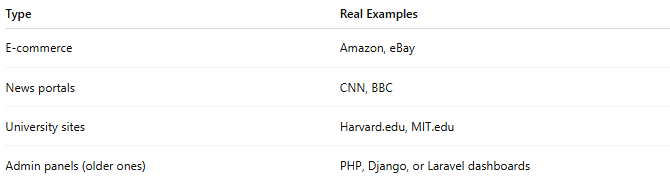 Type Real Examples
E-commerce Amazon, eBay
News portals CNN, BBC
University sites Harvard.edu, MIT.edu
Admin panels (older ones) PHP, Django, or Laravel dashboards